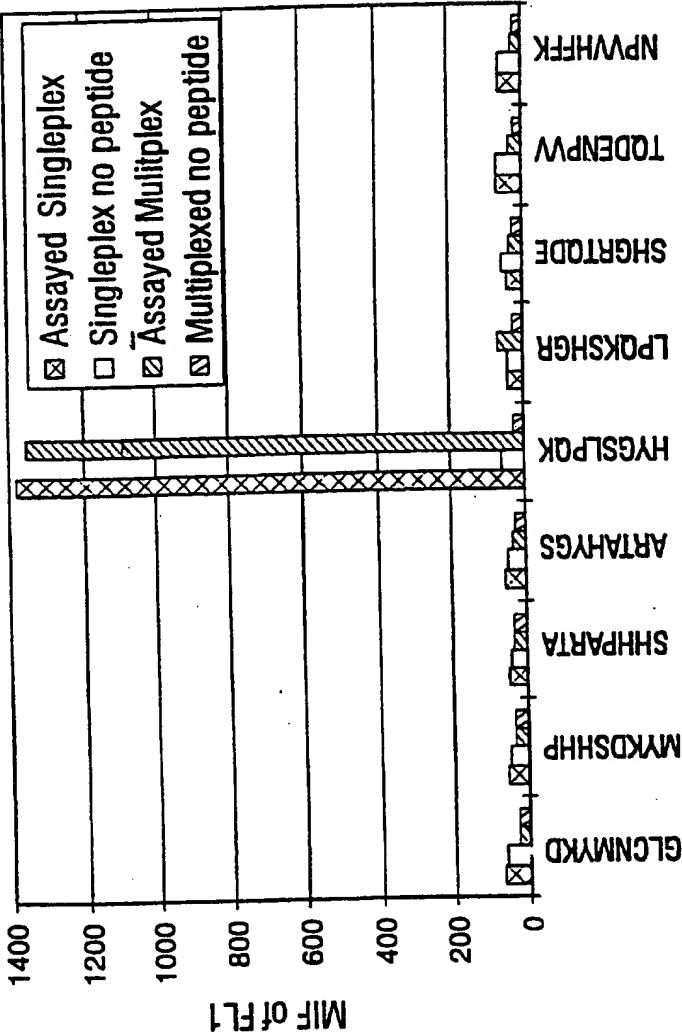 MIF of FL1
1400
1200
1000
800
600
400
200
0
Assayed Singleplex
Singleplex no peptide
Assayed Mulitplex
Multiplexed no peptide
GLCNMYKD
MYKDSHHP
SHHPARTA
ARTAHYGS
HYGSLPQK
LPQKSHGR
SHGRTQDE
TQDENPVV
NPVVHFFK